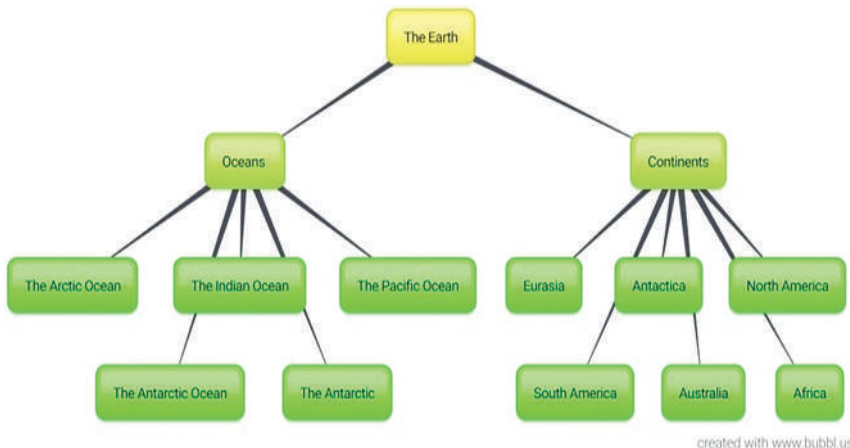 The Earth
Oceans
Continents
The Arctic Ocean
The Indian Ocean
The Pacific Ocean
Eurasia
Antactica
North America
The Antarctic Ocean
The Antarctic
South America
Australia
Africa
created with www.bubbl.us